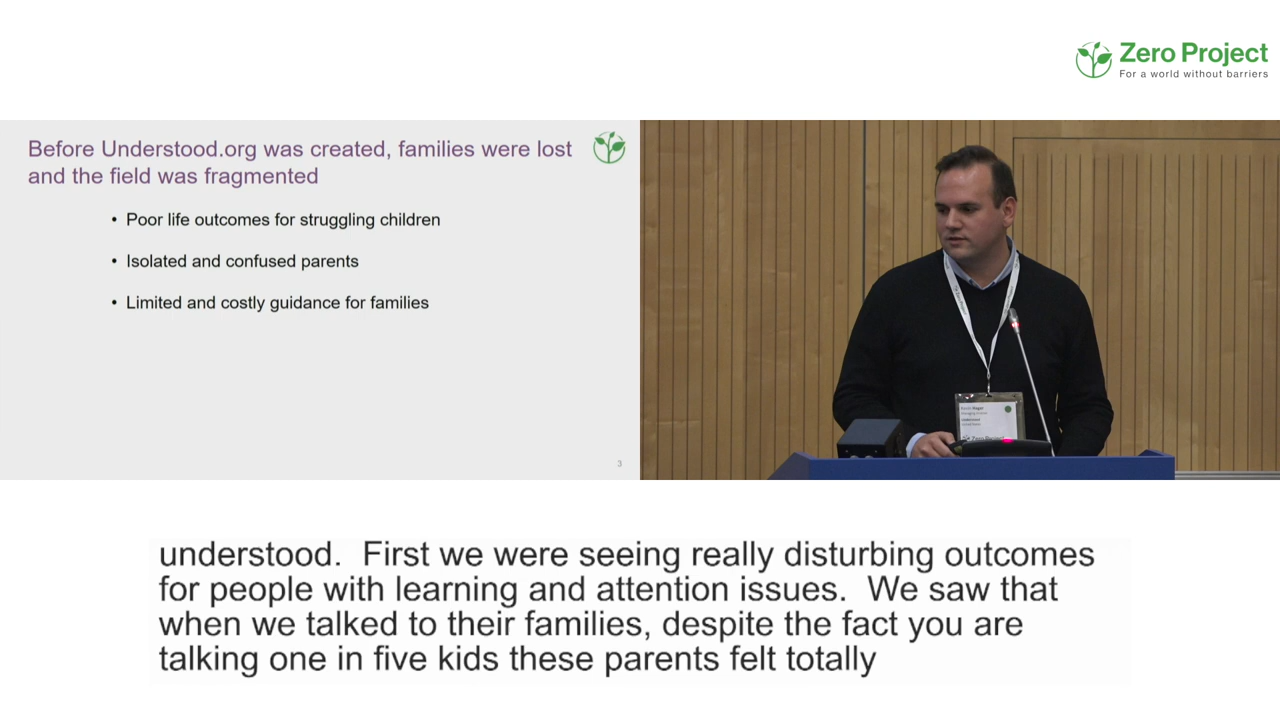 Zero Project
For a world without barriers
Before Understood.org was created, families were lost
and the field was fragmented
• Poor life outcomes for struggling children
• Isolated and confused parents
• Limited and costly guidance for families
3
Zero Project
understood.  First we were seeing really disturbing outcomes
for people with learning and attention issues.  We saw that
when we talked to their families, despite the fact you are
talking one in five kids these parents felt totally